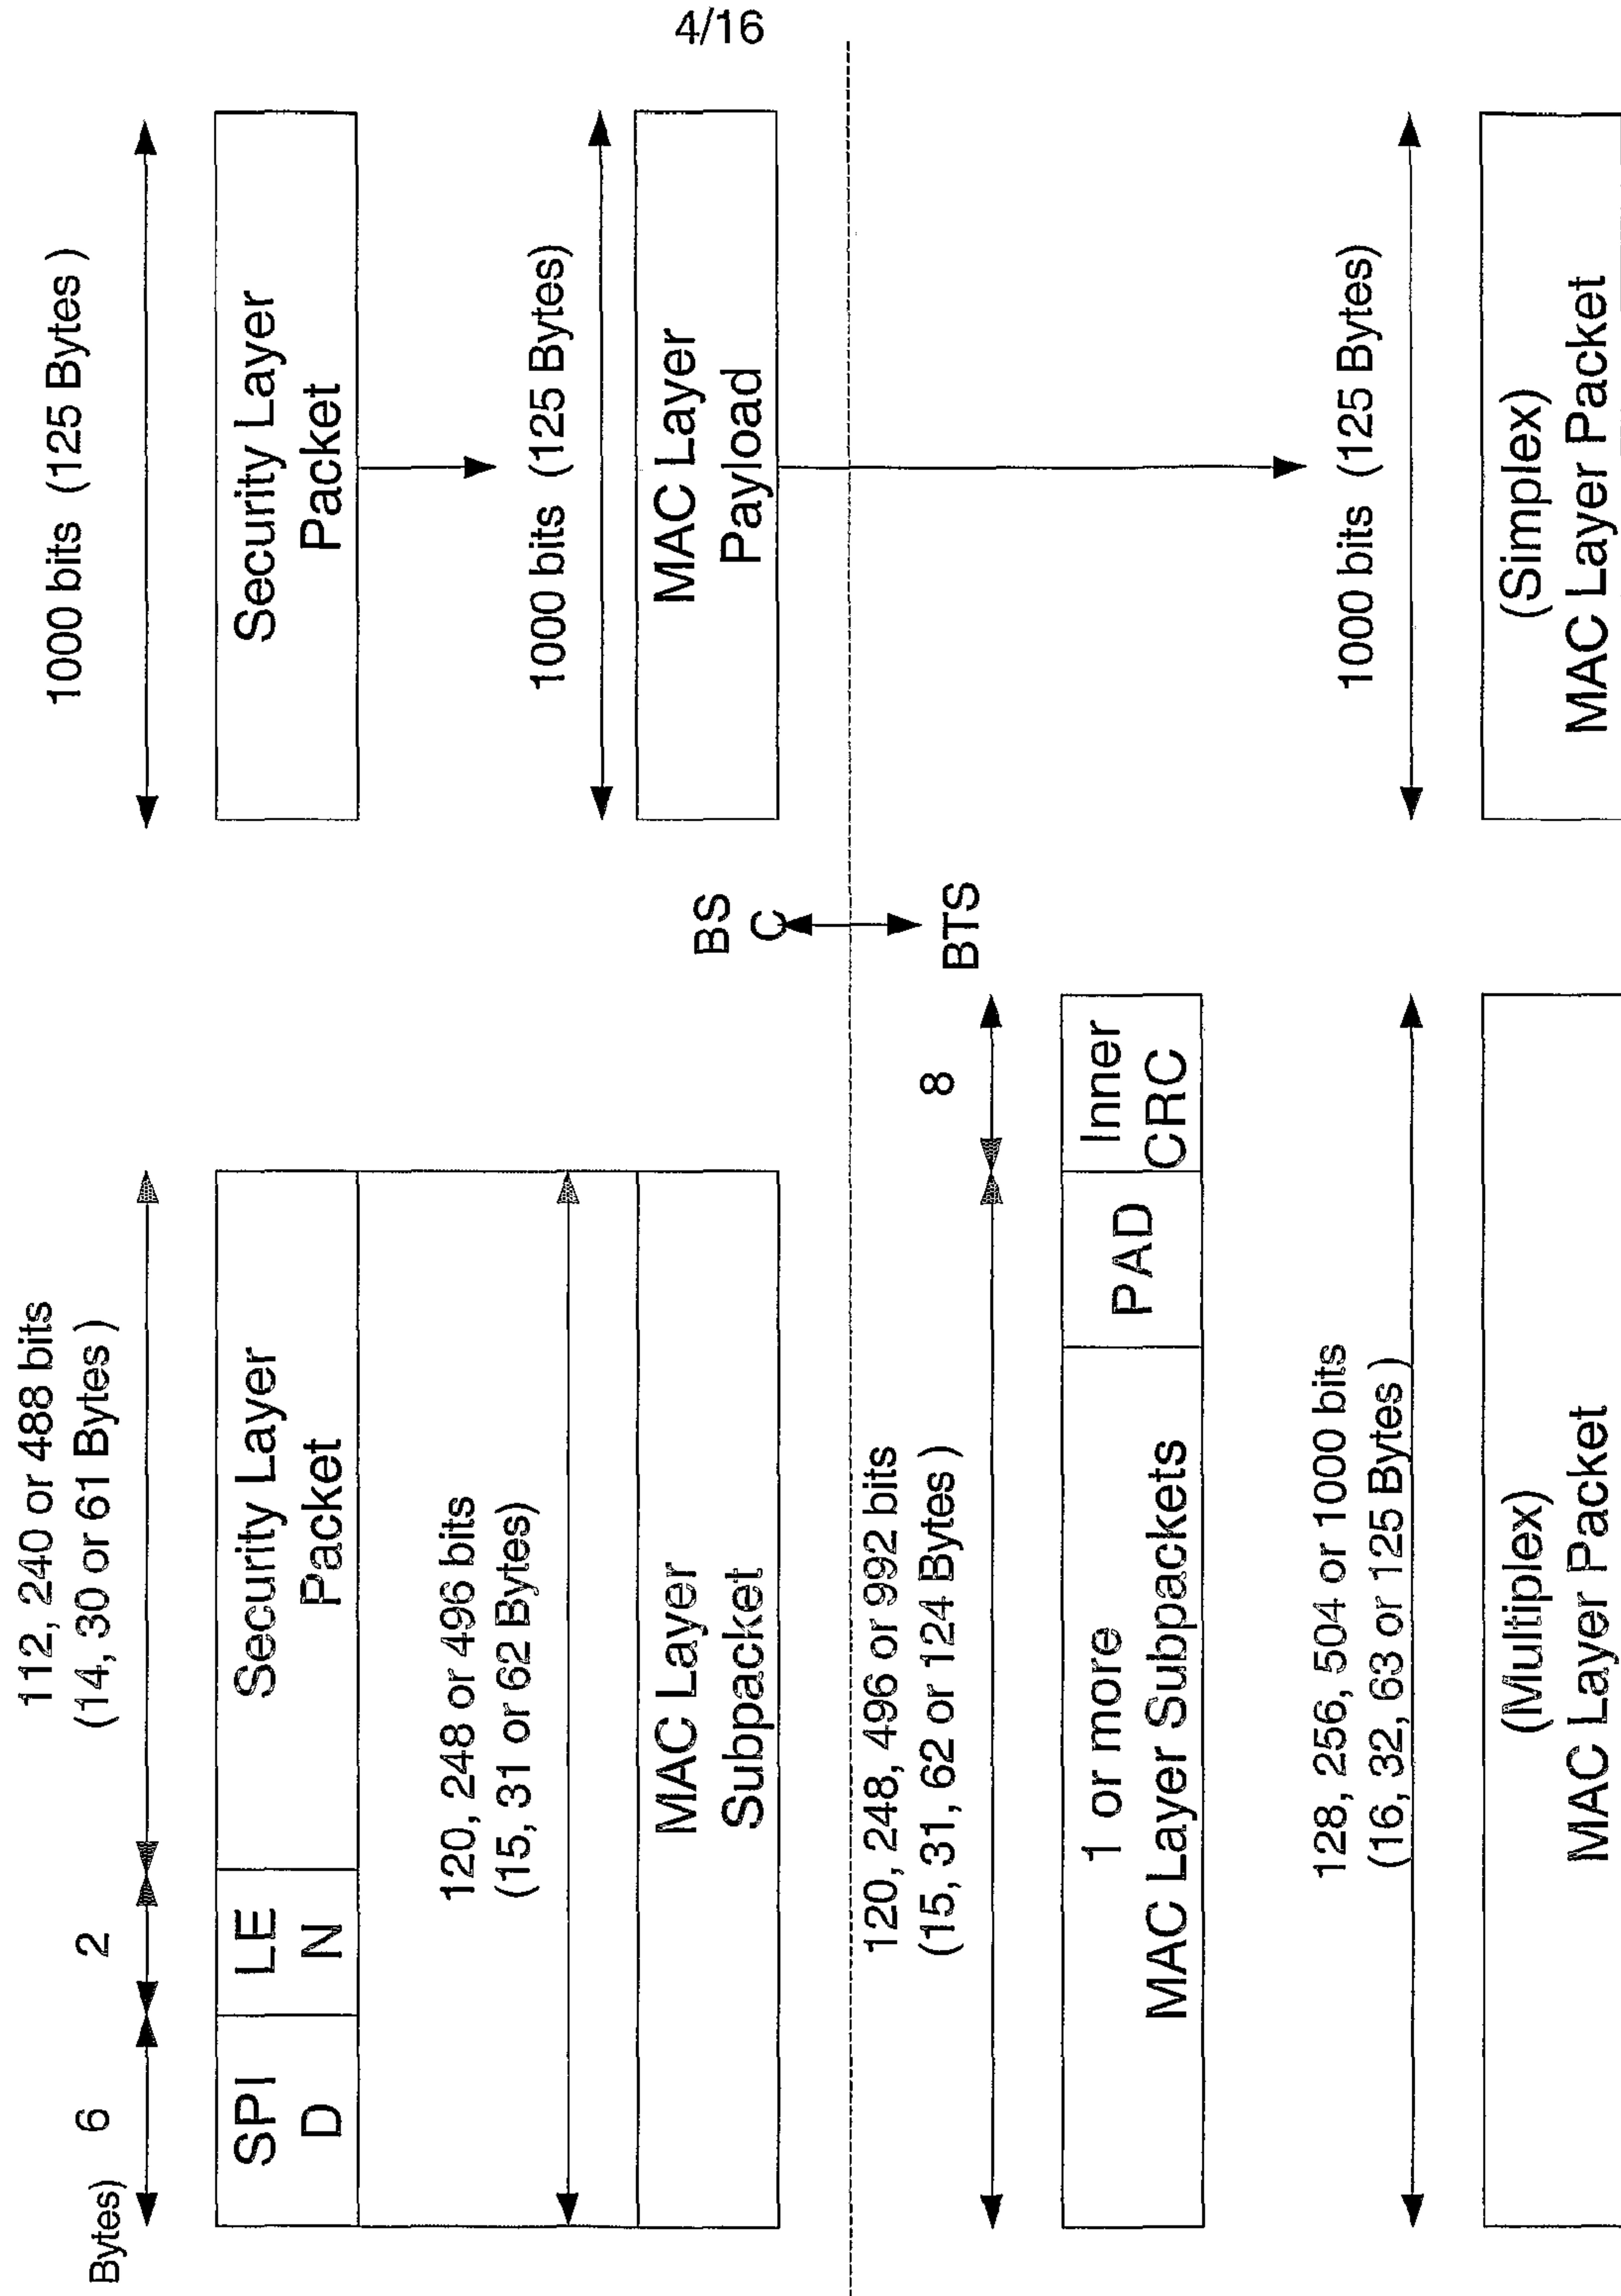 4/16
Bytes)
6
2
112, 240 or 488 bits
(14, 30 or 61 Bytes )
1000 bits (125 Bytes )
SPI
D
LE
N
Security Layer
Packet
Security Layer
Packet
120, 248 or 496 bits
(15, 31 or 62 Bytes)
1000 bits (125 Bytes)
MAC Layer
Subpacket
MAC Layer
Payload
BS
C
BTS
120, 248, 496 or 992 bits
(15, 31, 62 or 124 Bytes )
8
1 or more
MAC Layer Subpackets
PAD
Inner
CRC
128, 256, 504 or 1000 bits
(16, 32, 63 or 125 Bytes )
1000 bits (125 Bytes)
(Multiplex)
MAC Layer Packet
(Simplex)
MAC Layer Packet